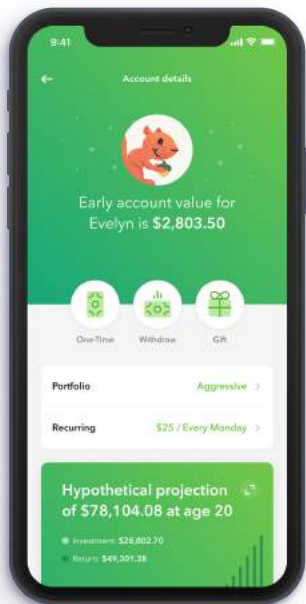 9:41
Account details
Early account value for
Evelyn is $2,803.50
One-Time
Withdraw
Gift
Portfolio
Aggressive
Recurring
$25 / Every Monday
Hypothetical projection
of $78,104.08 at age 20
Investment: $28,802.70
Return: $49,301.38